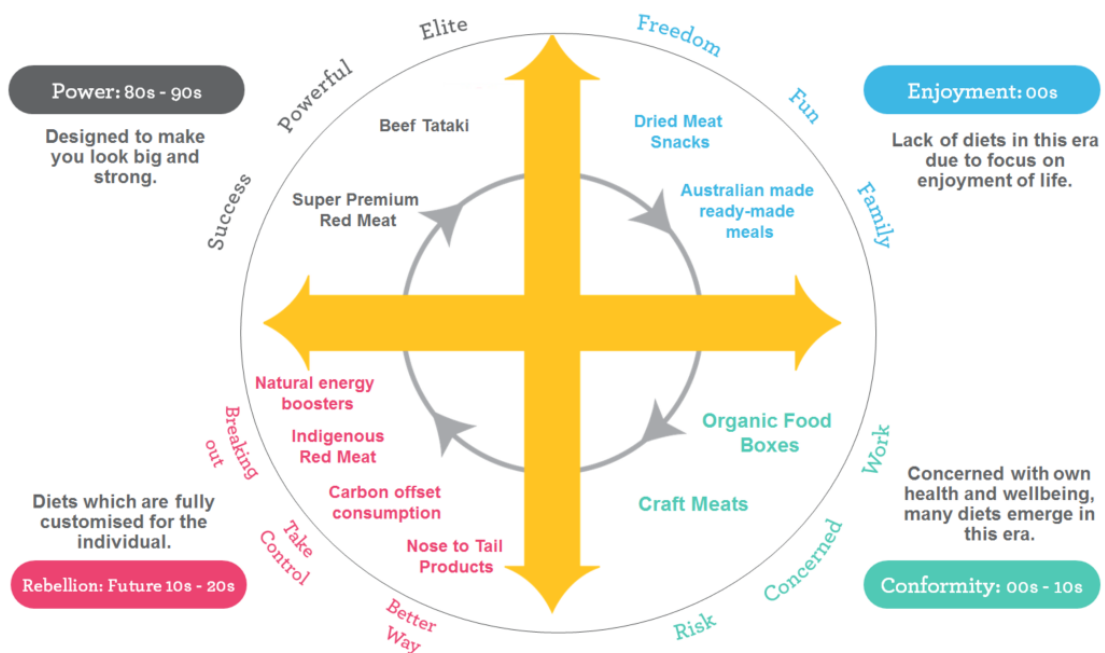 Elite
Powerful
Success
Power: 80s - 90s
Designed to make
you look big and
strong.
Beef Tataki
Super Premium
Red Meat
Freedom
Fun
Family
Enjoyment: 00s
Lack of diets in this era
due to focus on
enjoyment of life.
Dried Meat
Snacks
Australian made
ready-made
meals
Work
Concerned
Risk
Organic Food
Boxes
Craft Meats
Concerned with own
health and wellbeing,
many diets emerge in
this era.
Conformity: 00s - 10s
Natural energy
boosters
Indigenous
Red Meat
Carbon offset
consumption
Nose to Tail
Products
Breaking
out
Take
Control
Better
Way
Diets which are fully
customised for the
individual.
Rebellion: Future 10s - 20s